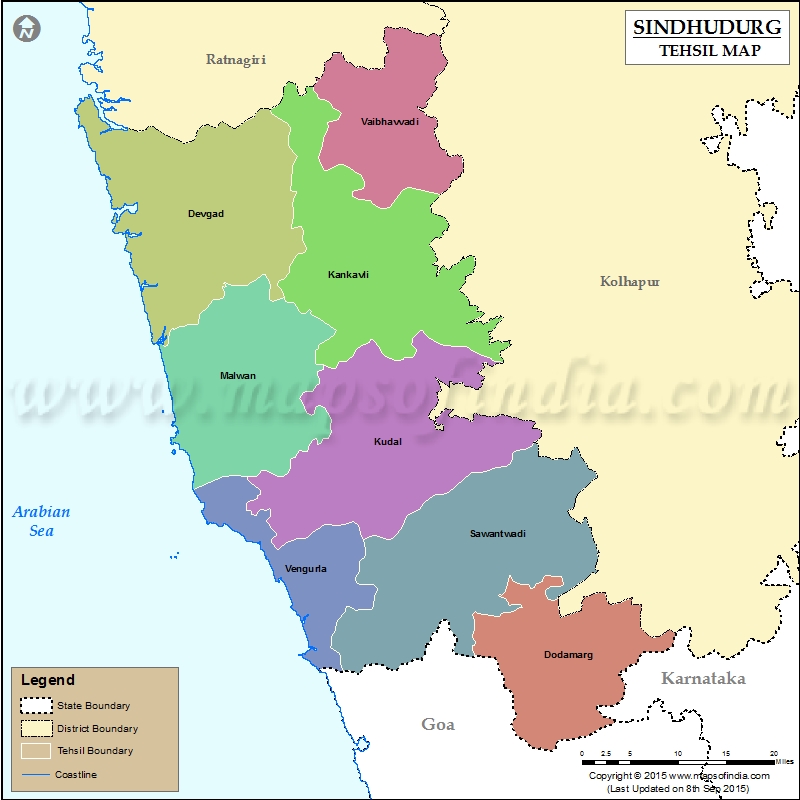 N
SINDHUDURG
TEHSIL MAP
Ratnagiri
Vaibhavvadi
Devgad
Kankavli
Kolhapur
Malwan
www.mapsofindia.com
Kudal
Arabian
Sea
Sawantwadi
Vengurla
Dodamarg
Karnataka
Goa
Legend
State Boundary
District Boundary
Tehsil Boundary
Coastline
0 2.5 5 10 15 20
Miles
Copyright © 2015 www.mapsofindia.com
(Last Updated on 8th Sep 2015)